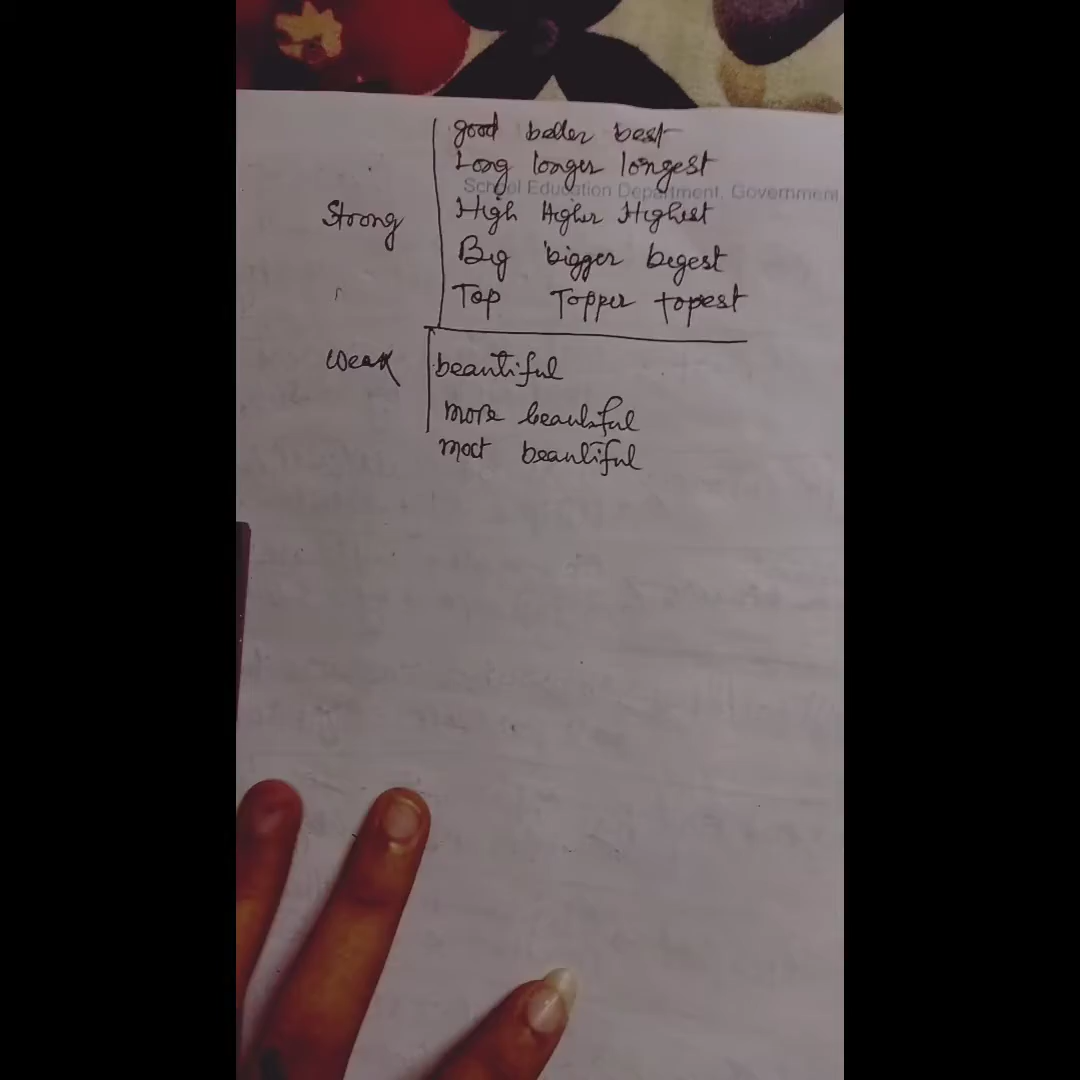 good better best
Long longer longest
School Education Department, Government
Strong High Higher Highest
Big bigger begest
Top Topper topest
weak beautiful
more beautiful
most beautiful